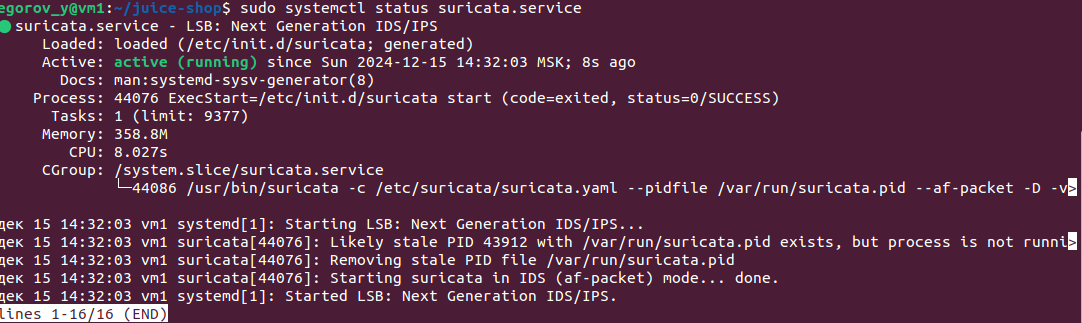 egorov_y@vm1:~/juice-shop$ sudo systemctl status suricata.service
● suricata.service - LSB: Next Generation IDS/IPS
     Loaded: loaded (/etc/init.d/suricata; generated)
     Active: active (running) since Sun 2024-12-15 14:32:03 MSK; 8s ago
       Docs: man:systemd-sysv-generator(8)
    Process: 44076 ExecStart=/etc/init.d/suricata start (code=exited, status=0/SUCCESS)
      Tasks: 1 (limit: 9377)
     Memory: 358.8M
        CPU: 8.027s
     CGroup: /system.slice/suricata.service
             └─44086 /usr/bin/suricata -c /etc/suricata/suricata.yaml --pidfile /var/run/suricata.pid --af-packet -D -v>
дек 15 14:32:03 vm1 systemd[1]: Starting LSB: Next Generation IDS/IPS...
дек 15 14:32:03 vm1 suricata[44076]: Likely stale PID 43912 with /var/run/suricata.pid exists, but process is not runni>
дек 15 14:32:03 vm1 suricata[44076]: Removing stale PID file /var/run/suricata.pid
дек 15 14:32:03 vm1 suricata[44076]: Starting suricata in IDS (af-packet) mode... done.
дек 15 14:32:03 vm1 systemd[1]: Started LSB: Next Generation IDS/IPS.
lines 1-16/16 (END)